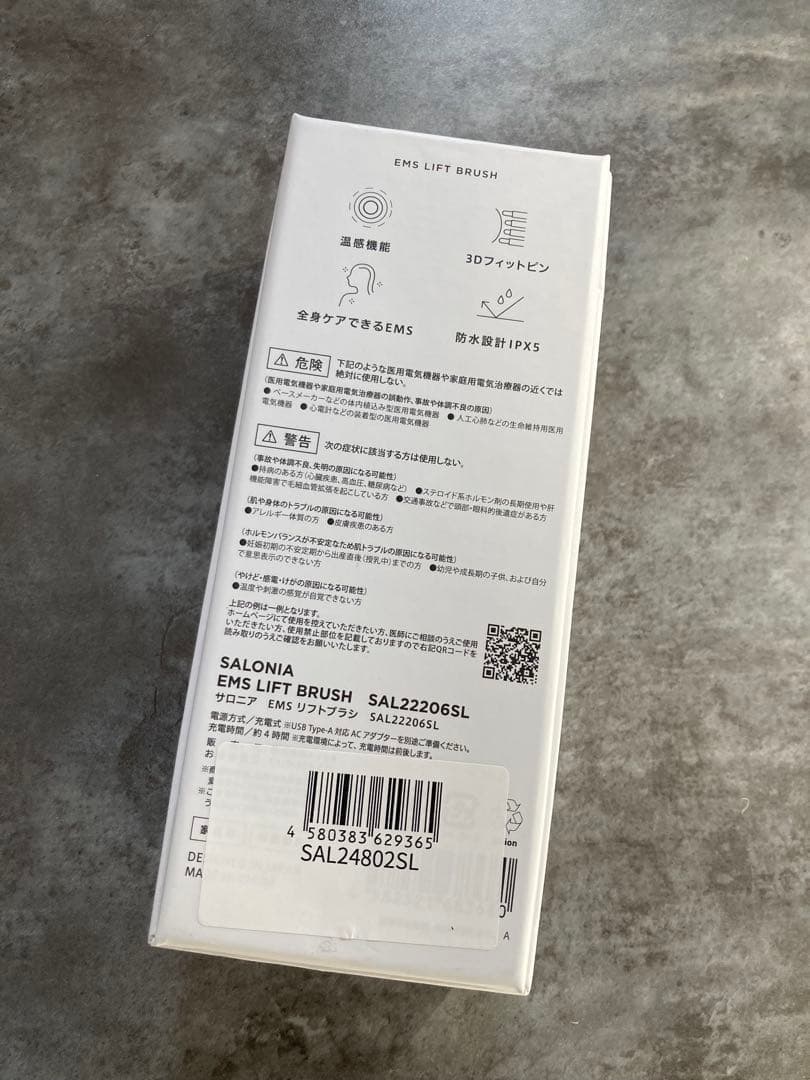 EMS LIFT BRUSH
温感機能
3Dフィットピン
全身ケアできるEMS
防水設計IPX5
危険 下記のような医用電気機器や家庭用電気治療器の近くでは
絶対に使用しない。
(医用電気機器や家庭用電気治療器の誤動作、事故や体調不良の原因)
●ペースメーカーなどの体内植込み型医用電気機器 ●人工心肺などの生命維持用医用
電気機器 ●心電計などの装着型の医用電気機器
警告 次の症状に該当する方は使用しない。
(事故や体調不良、失明の原因になる可能性)
●持病のある方(心臓疾患、高血圧、糖尿病など) ●ステロイド系ホルモン剤の長期使用や肝
機能障害で毛細血管拡張を起こしている方 ●交通事故などで頭部・眼科的後遺症がある方
(肌や身体のトラブルの原因になる可能性)
●アレルギー体質の方 ●皮膚疾患のある方
(ホルモンバランスが不安定なため肌トラブルの原因になる可能性)
●妊娠初期の不安定期から出産直後(授乳中)までの方 ●幼児や成長期の子供、および自分
で意思表示のできない方
(やけど・感電・けがの原因になる可能性)
●温度や刺激の感覚が自覚できない方
上記の例は一例となります。
ホームページにて使用を控えていただきたい方、医師にご相談のうえご使用
いただきたい方、使用禁止部位を記載しておりますので右記QRコードを
読み取りのうえご確認をお願いいたします。
SALONIA
EMS LIFT BRUSH SAL22206SL
サロニア EMS リフトブラシ SAL22206SL
電源方式/充電式 ※USB Type-A 対応 AC アダプターを別途ご準備ください。
充電時間/約4時間 ※充電環境によって、充電時間は前後します。
販
お
※
※こ
う
DE
MA
ion
0
A
4 580383 629365
SAL24802SL